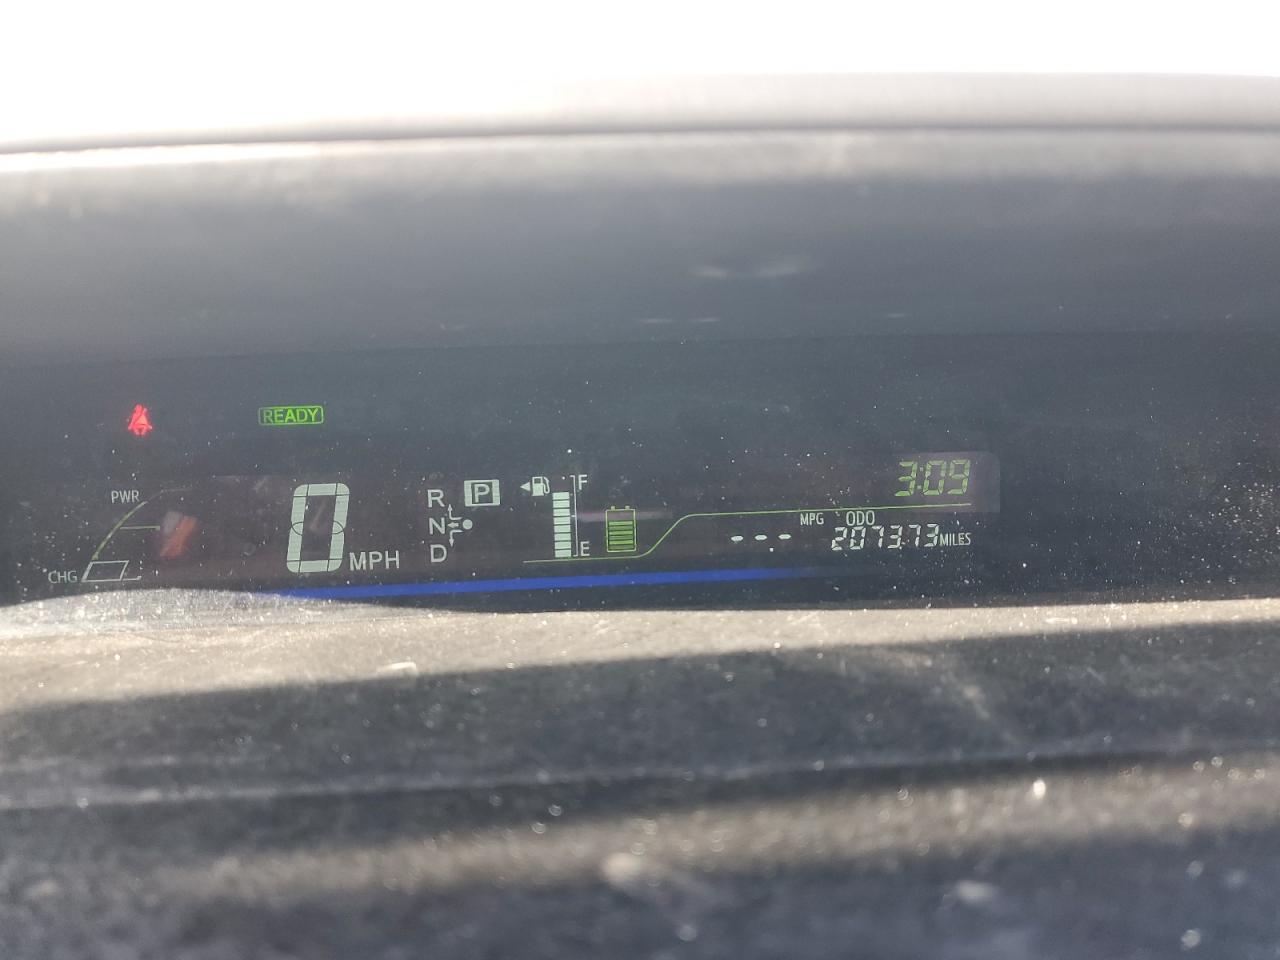 READY
3:09
PWR
CHG
0 MPH
R
P
N
D
F
E
MPG
--.-
ODO
207373 MILES